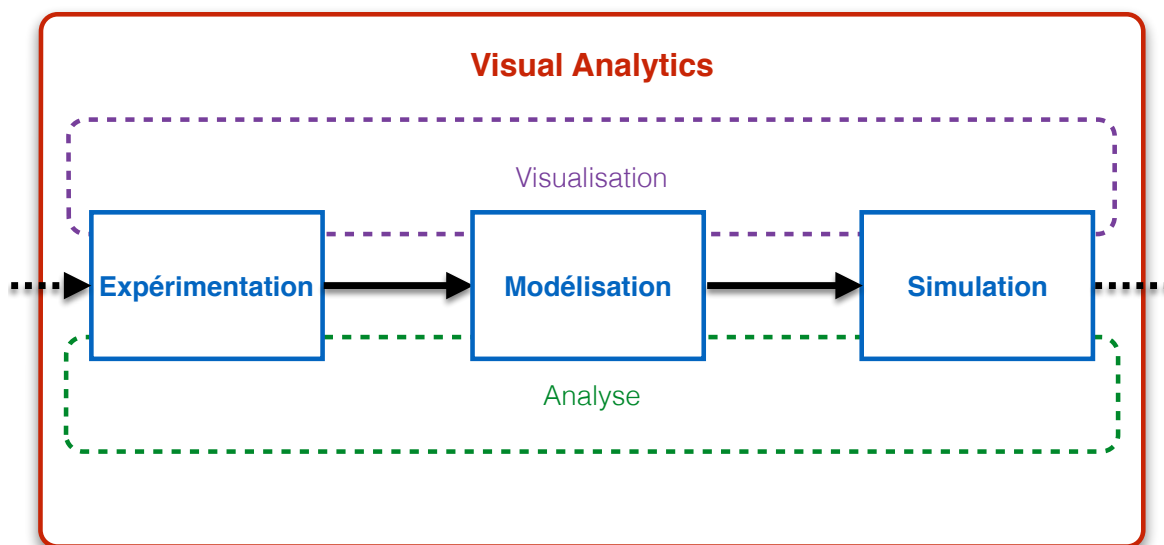 Visual Analytics
Visualisation
Expérimentation
Modélisation
Simulation
Analyse